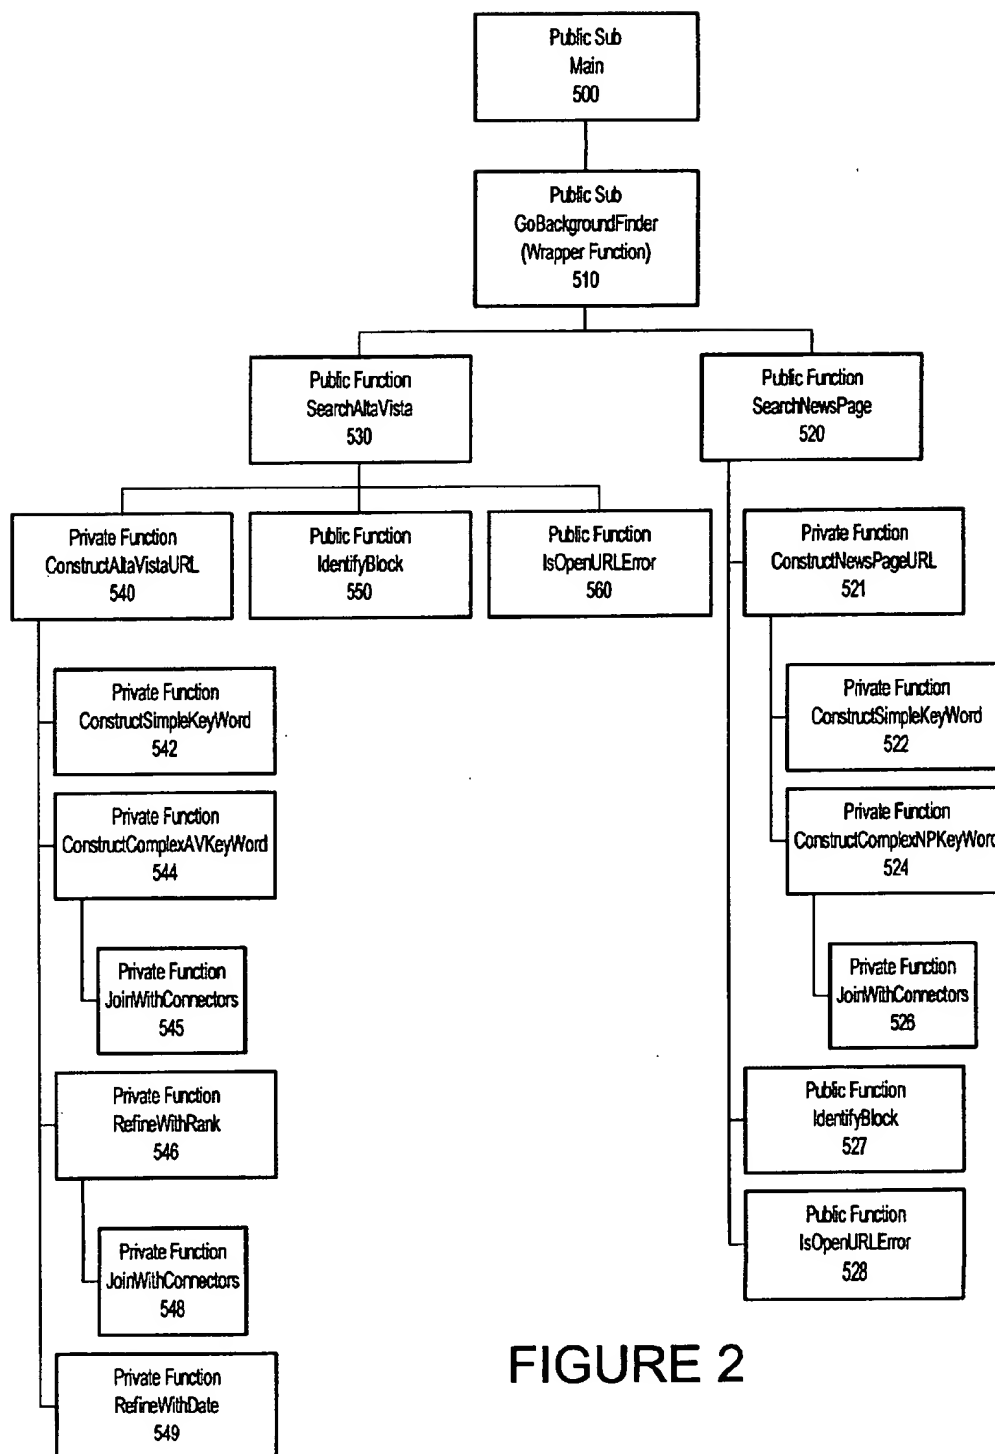 Public Sub
Main
500
Public Sub
GoBackgroundFinder
(Wrapper Function)
510
Public Function
SearchAltaVista
530
Public Function
SearchNewsPage
520
Private Function
ConstructAltaVistaURL
540
Public Function
IdentifyBlock
550
Public Function
IsOpenURLError
560
Private Function
ConstructNewsPageURL
521
Private Function
ConstructSimpleKeyWord
542
Private Function
ConstructSimpleKeyWord
522
Private Function
ConstructComplexAVKeyWord
544
Private Function
ConstructComplexNPKeyWord
524
Private Function
JoinWithConnectors
545
Private Function
JoinWithConnectors
526
Private Function
RefineWithRank
546
Public Function
IdentifyBlock
527
Private Function
JoinWithConnectors
548
Public Function
IsOpenURLError
528
Private Function
RefineWithDate
549
FIGURE 2